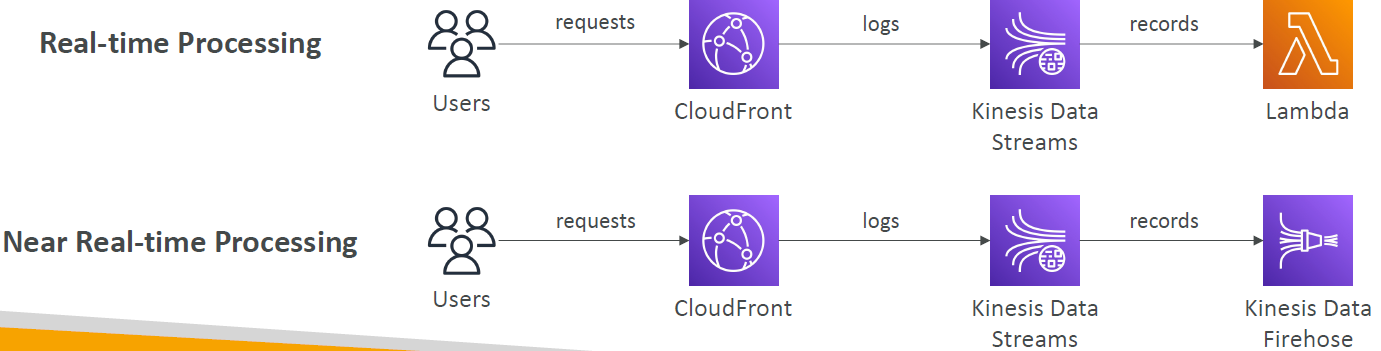 Real-time Processing
requests
logs
records
Users
CloudFront
Kinesis Data
Streams
Lambda
Near Real-time Processing
requests
logs
records
Users
CloudFront
Kinesis Data
Streams
Kinesis Data
Firehose